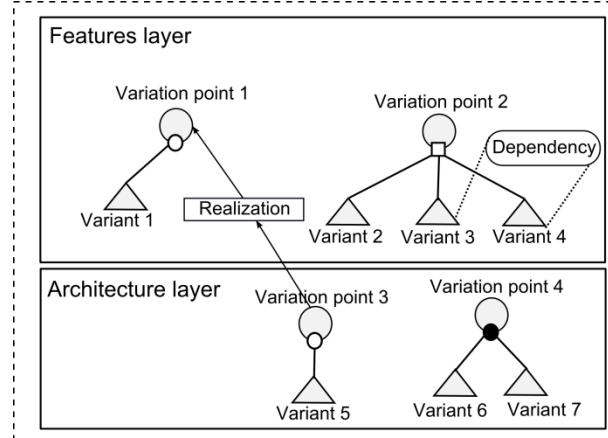 Features layer
Variation point 1
Variation point 2
Dependency
Realization
Variant 1
Variant 2
Variant 3
Variant 4
Architecture layer
Variation point 3
Variation point 4
Variant 5
Variant 6
Variant 7